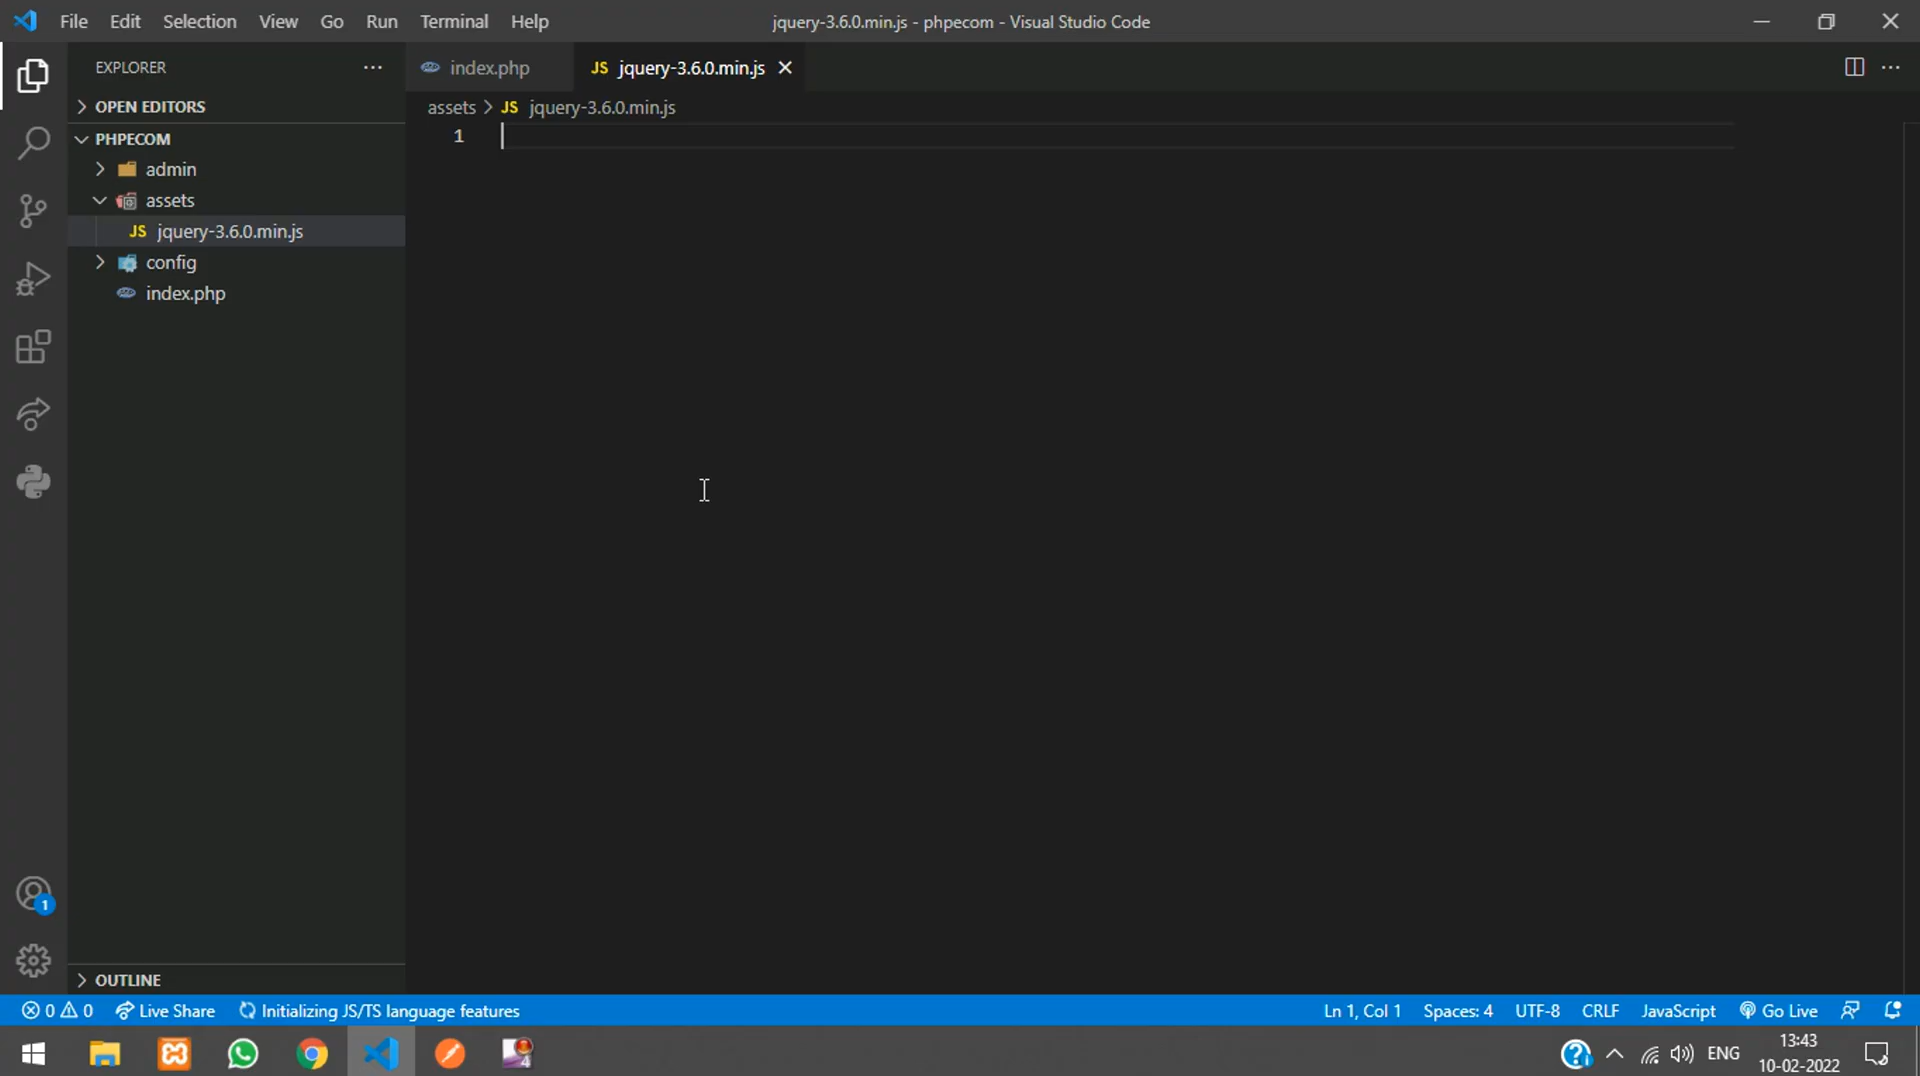 File Edit Selection View Go Run Terminal Help
jquery-3.6.0.min.js - phpecom - Visual Studio Code
EXPLORER
OPEN EDITORS
PHPECOM
admin
assets
JS jquery-3.6.0.min.js
config
index.php
OUTLINE
index.php
JS jquery-3.6.0.min.js
assets > JS jquery-3.6.0.min.js
1
1
0 0 Live Share Initializing JS/TS language features
Ln 1, Col 1 Spaces: 4 UTF-8 CRLF JavaScript Go Live
4
ENG
13:43
10-02-2022